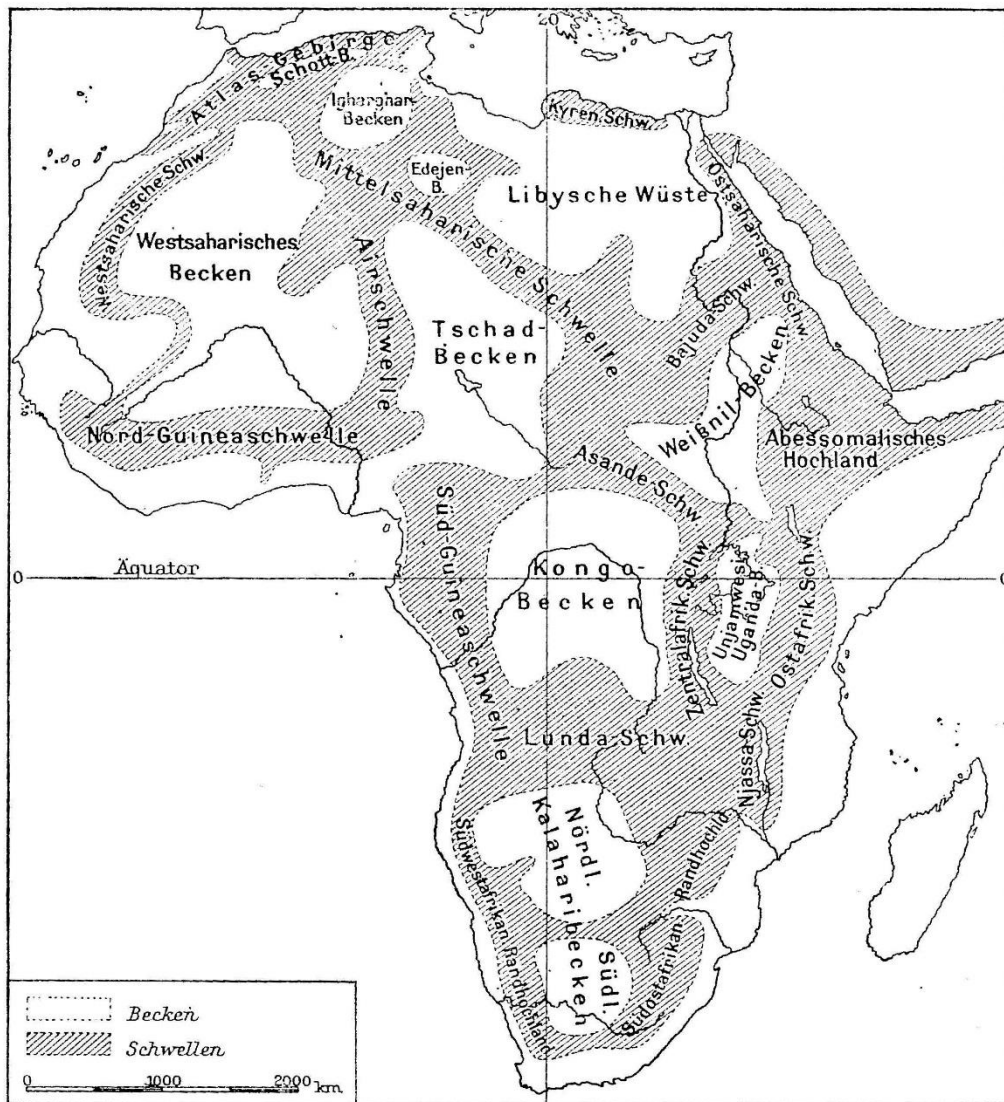 20
Atlas Gebirge
Schott-B.
Igharghar-
Becken
Kyren Schw.
Edejen-
B.
Westsaharische Schw.
Mittelsaharische Schwelle
Libysche Wüste
Ostsaharische Schw.
Westsaharisches
Becken
Airschwelle
Tschad-
Becken
Bajuda Schw.
Weißnil-Becken
Nord-Guineaschwelle
Abessomalisches
Hochland
Asande-Schw.
Süd-Guineaschwelle
0
Äquator
Kongo-
Becken
Zentralafrik. Schw.
Unjamwesi-
Uganda-B.
Ostafrik. Schw.
0
Lunda-Schw.
Njassa-Schw.
Nördl.
Kalaharibecken
Südl.
Südwestafrikan. Randhochland
Südostafrikan. Randhochld.
Becken
Schwellen
0 1000 2000 km.